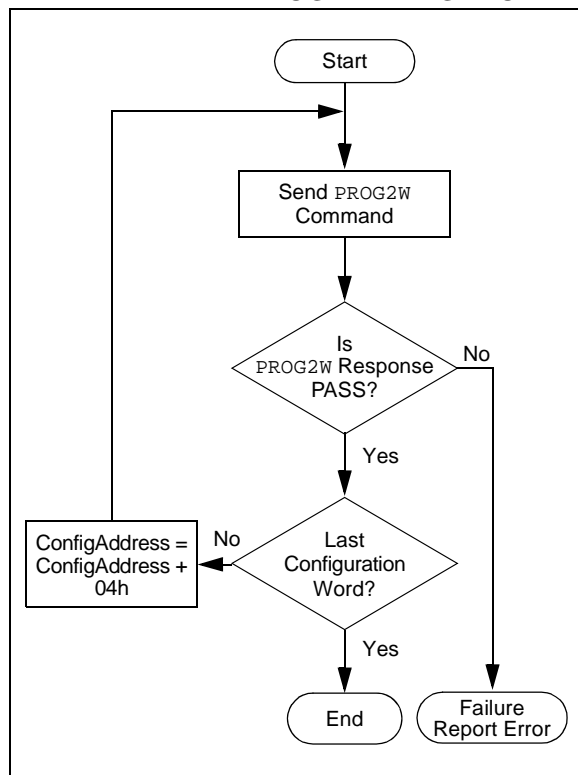 Start
Send PROG2W
Command
Is
PROG2W Response
PASS?
No
Yes
ConfigAddress =
ConfigAddress +
04h
No
Last
Configuration
Word?
Yes
End
Failure
Report Error